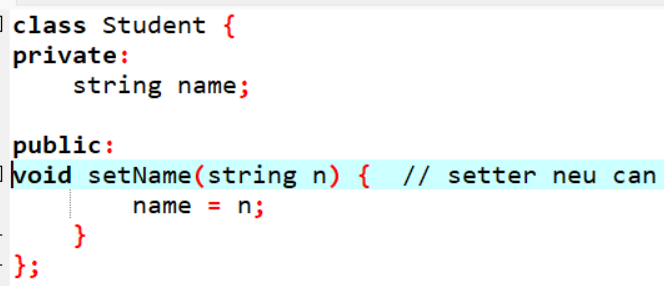 class Student {
private:
    string name;
public:
void setName(string n) {  // setter neu can
        name = n;
    }
};